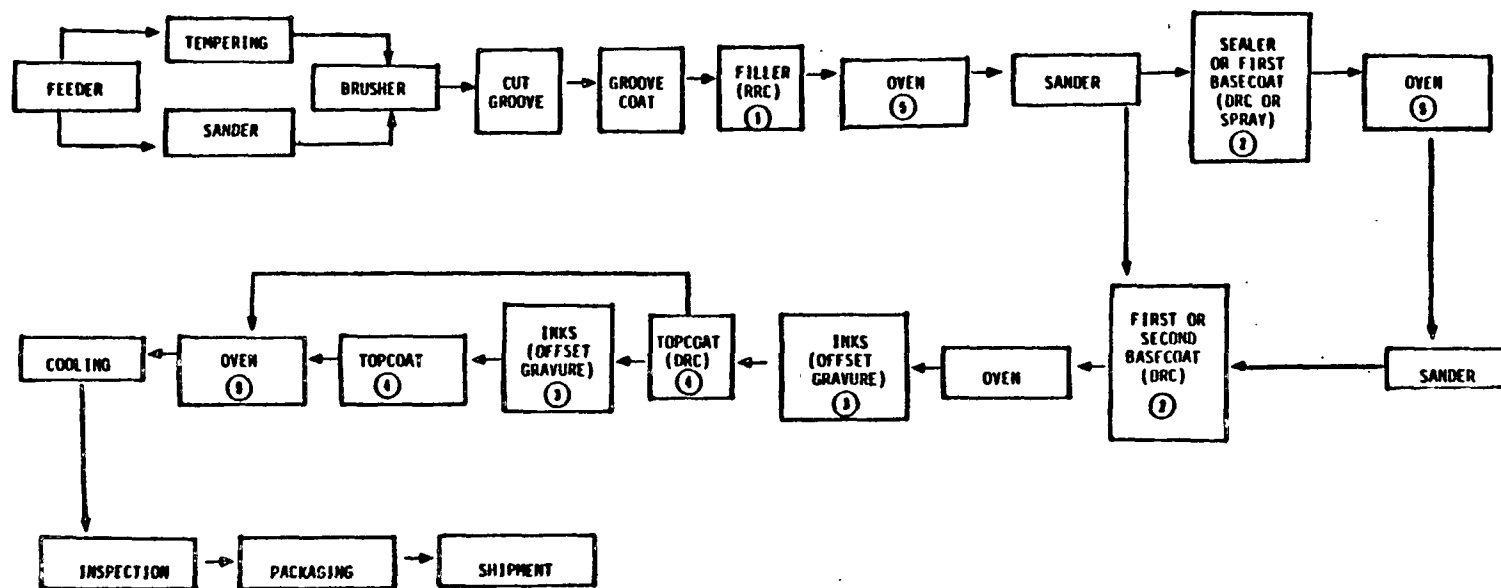 FEEDER
TEMPERING
SANDER
BRUSHER
CUT
GROOVE
GROOVE
COAT
FILLER
(RRC)
①
OVEN
⑤
SANDER
SEALER
OR FIRST
BASECOAT
(DRC OR
SPRAY)
②
OVEN
⑤
COOLING
OVEN
⑤
TOPCOAT
④
INKS
(OFFSET
GRAVURE)
③
TOPCOAT
(DRC)
④
INKS
(OFFSET
GRAVURE)
③
OVEN
FIRST OR
SECOND
BASECOAT
(DRC)
②
SANDER
INSPECTION
PACKAGING
SHIPMENT